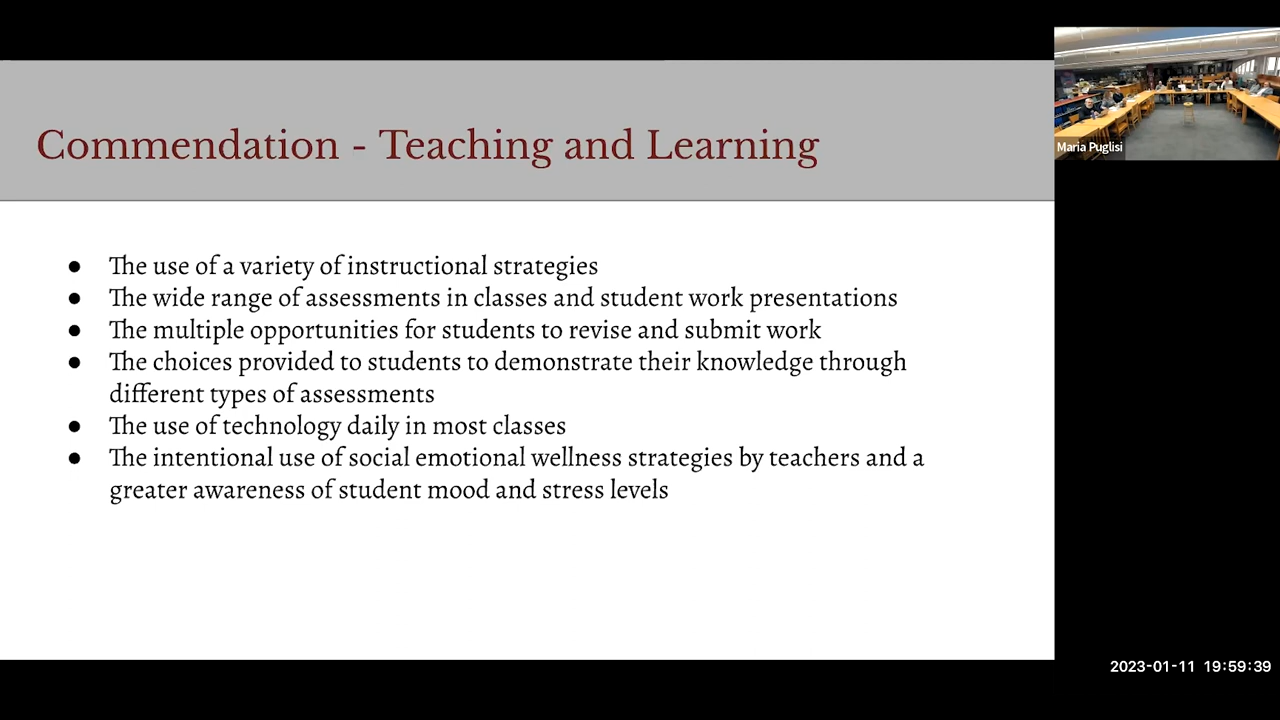 Commendation - Teaching and Learning
● The use of a variety of instructional strategies
● The wide range of assessments in classes and student work presentations
● The multiple opportunities for students to revise and submit work
● The choices provided to students to demonstrate their knowledge through
different types of assessments
● The use of technology daily in most classes
● The intentional use of social emotional wellness strategies by teachers and a
greater awareness of student mood and stress levels
Maria Puglisi
2023-01-11 19:59:39